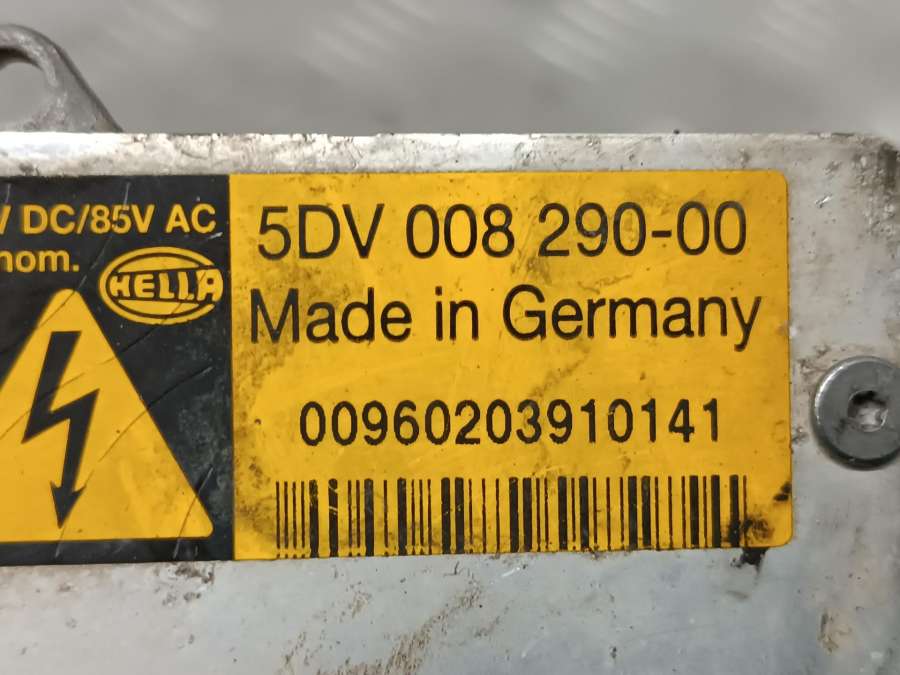 V DC/85V AC
nom.
HELLA
5DV 008 290-00
Made in Germany
00960203910141